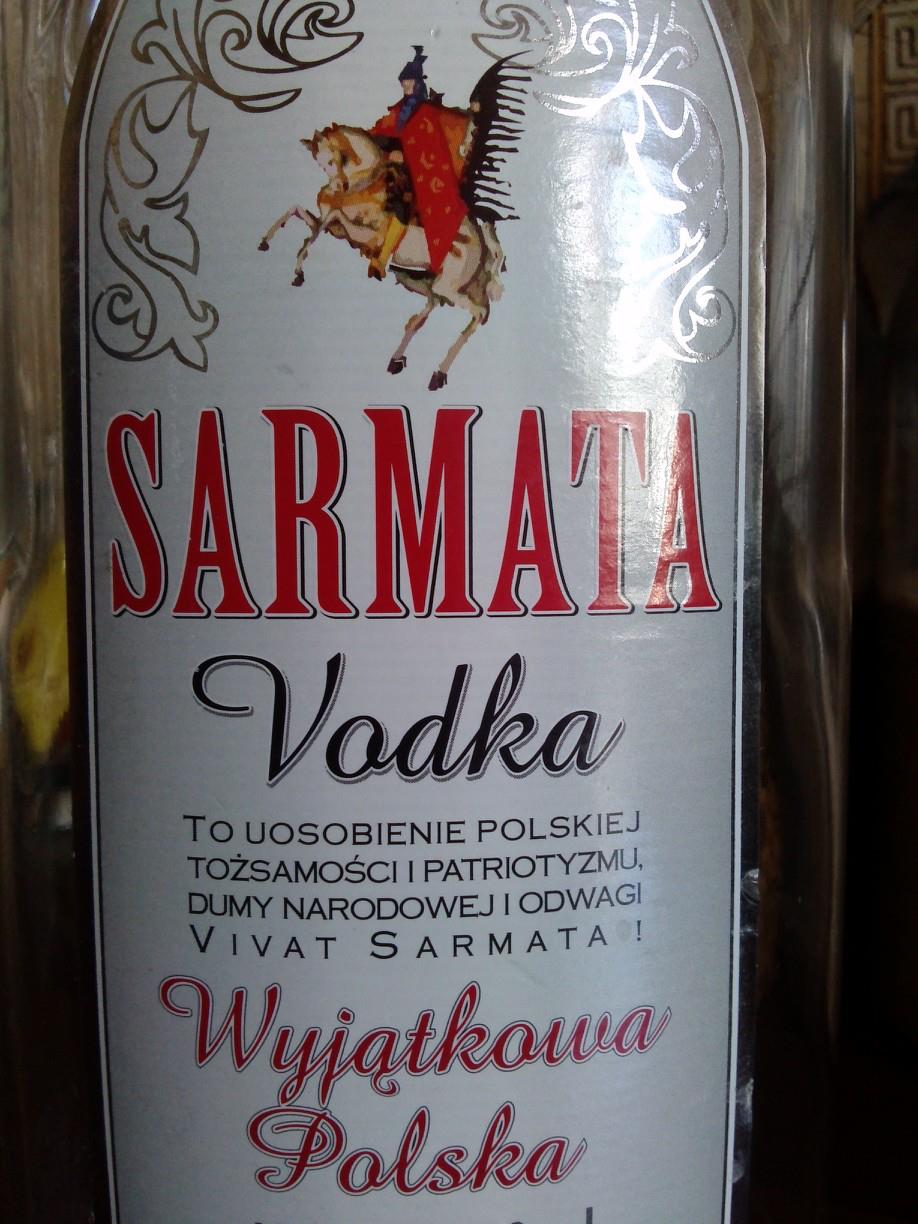 SARMATA
Vodka
TO UOSOBIENIE POLSKIEJ
TOŻSAMOŚCI I PATRIOTYZMU,
DUMY NARODOWEJ I ODWAGI
VIVAT SARMATA !
Wyjątkowa
Polska